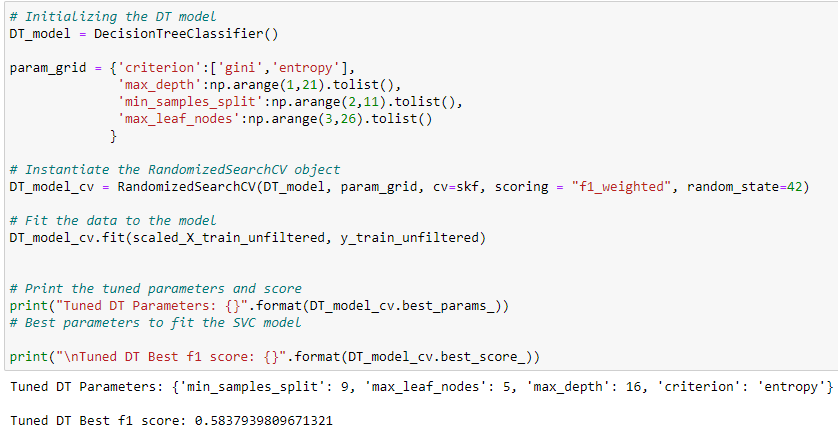 # Initializing the DT model
DT_model = DecisionTreeClassifier()
param_grid = {'criterion':['gini','entropy'],
'max_depth':np.arange(1,21).tolist(),
'min_samples_split':np.arange(2,11).tolist(),
'max_leaf_nodes':np.arange(3,26).tolist()
}
# Instantiate the RandomizedSearchCV object
DT_model_cv = RandomizedSearchCV(DT_model, param_grid, cv=skf, scoring = "f1_weighted", random_state=42)
# Fit the data to the model
DT_model_cv.fit(scaled_X_train_unfiltered, y_train_unfiltered)
# Print the tuned parameters and score
print("Tuned DT Parameters: {}".format(DT_model_cv.best_params_))
# Best parameters to fit the SVC model
print("\nTuned DT Best f1 score: {}".format(DT_model_cv.best_score_))
Tuned DT Parameters: {'min_samples_split': 9, 'max_leaf_nodes': 5, 'max_depth': 16, 'criterion': 'entropy'}
Tuned DT Best f1 score: 0.5837939809671321